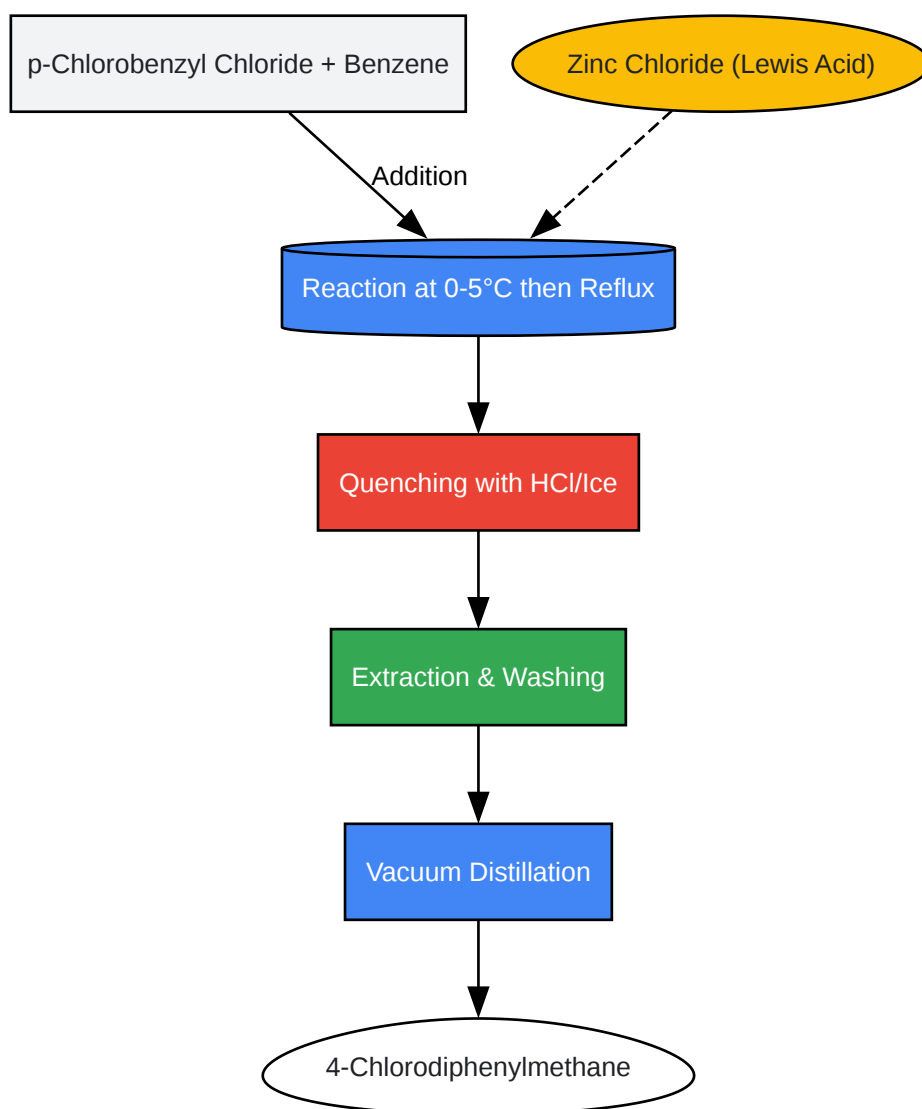 p-Chlorobenzyl Chloride + Benzene
Zinc Chloride (Lewis Acid)
Addition
Reaction at 0-5°C then Reflux
Quenching with HCl/Ice
Extraction & Washing
Vacuum Distillation
4-Chlorodiphenylmethane